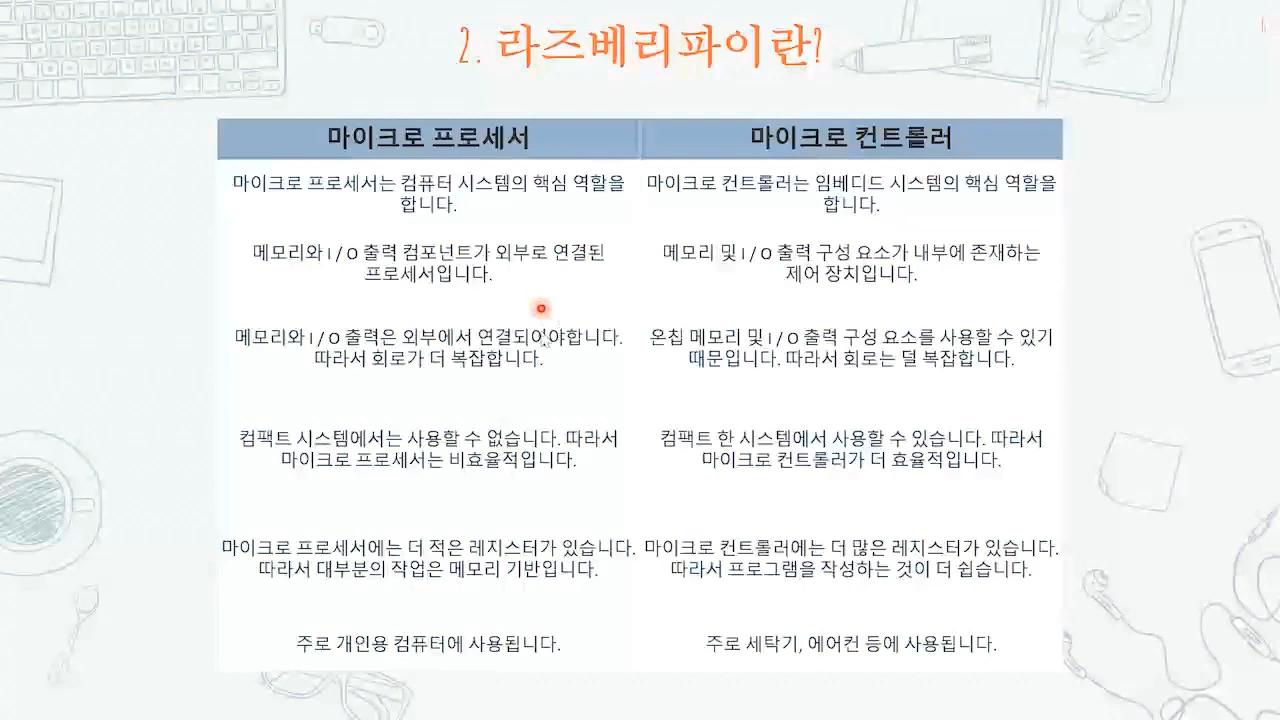 2. 라즈베리파이란?
마이크로 프로세서
마이크로 컨트롤러
마이크로 프로세서는 컴퓨터 시스템의 핵심 역할을
합니다.
마이크로 컨트롤러는 임베디드 시스템의 핵심 역할을
합니다.
메모리와 I / O 출력 컴포넌트가 외부로 연결된
프로세서입니다.
메모리 및 I / O 출력 구성 요소가 내부에 존재하는
제어 장치입니다.
메모리와 I / O 출력은 외부에서 연결되어야합니다.
따라서 회로가 더 복잡합니다.
온칩 메모리 및 I / O 출력 구성 요소를 사용할 수 있기
때문입니다. 따라서 회로는 덜 복잡합니다.
컴팩트 시스템에서는 사용할 수 없습니다. 따라서
마이크로 프로세서는 비효율적입니다.
컴팩트 한 시스템에서 사용할 수 있습니다. 따라서
마이크로 컨트롤러가 더 효율적입니다.
마이크로 프로세서에는 더 적은 레지스터가 있습니다.
따라서 대부분의 작업은 메모리 기반입니다.
마이크로 컨트롤러에는 더 많은 레지스터가 있습니다.
따라서 프로그램을 작성하는 것이 더 쉽습니다.
주로 개인용 컴퓨터에 사용됩니다.
주로 세탁기, 에어컨 등에 사용됩니다.